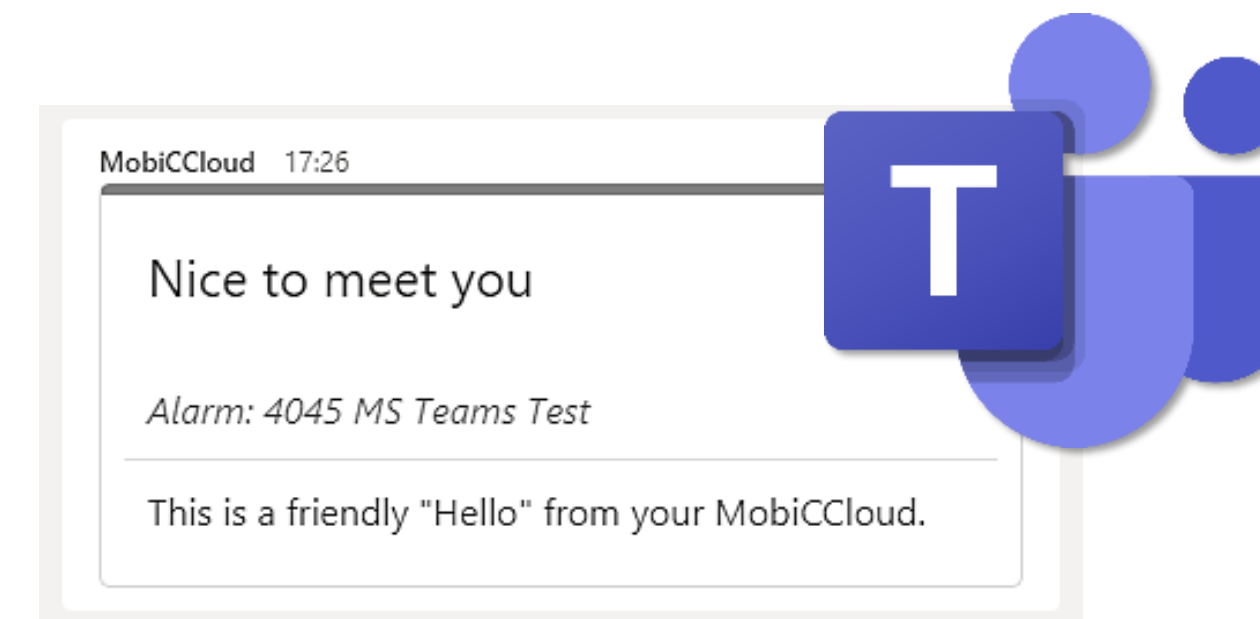 MobiCCloud 17:26
T
Nice to meet you
Alarm: 4045 MS Teams Test
This is a friendly "Hello" from your MobiCCloud.